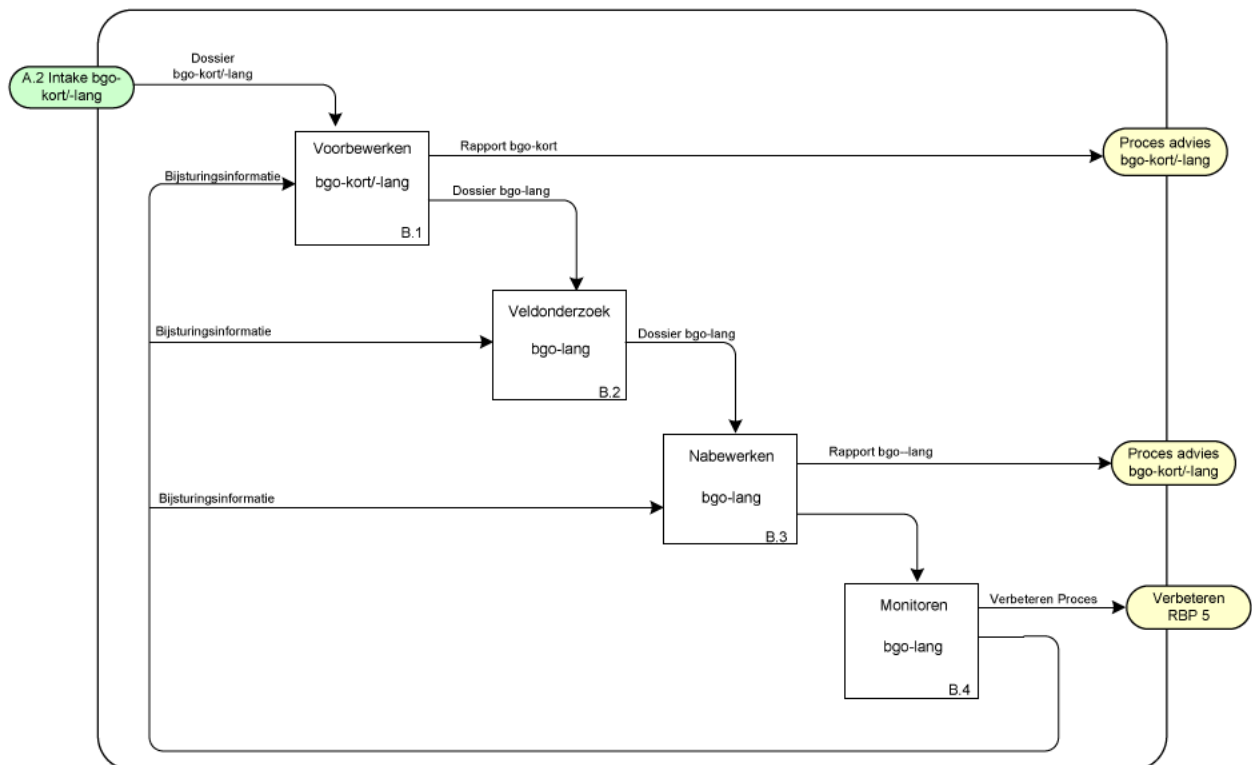 Dossier
bgo-kort/-lang
A.2 Intake bgo-
kort/-lang
Voorbewerken
bgo-kort/-lang
B.1
Rapport bgo-kort
Proces advies
bgo-kort/-lang
Bijsturingsinformatie
Dossier bgo-lang
Veldonderzoek
bgo-lang
B.2
Bijsturingsinformatie
Dossier bgo-lang
Nabewerken
bgo-lang
B.3
Rapport bgo--lang
Proces advies
bgo-kort/-lang
Bijsturingsinformatie
Monitoren
bgo-lang
B.4
Verbeteren Proces
Verbeteren
RBP 5